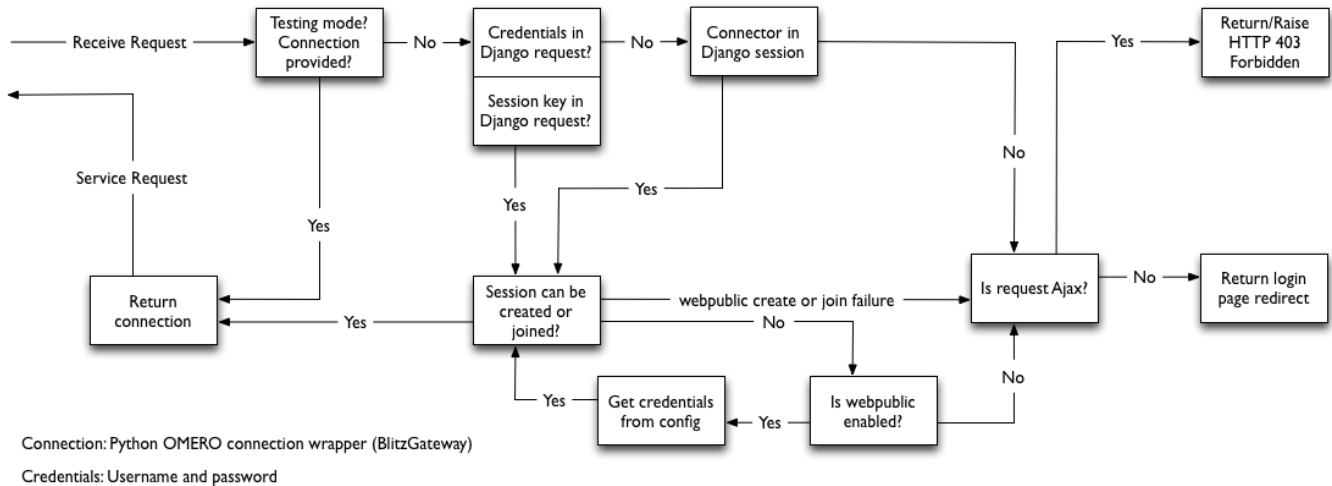 Receive Request
Testing mode?
Connection
provided?
No
Credentials in
Django request?
Session key in
Django request?
No
Connector in
Django session
Yes
Return/Raise
HTTP 403
Forbidden
No
Service Request
Yes
Yes
Yes
Return
connection
Yes
Session can be
created or
joined?
webpublic create or join failure
No
Is request Ajax?
No
Return login
page redirect
Yes
Get credentials
from config
Yes
Is webpublic
enabled?
No
Connection: Python OMERO connection wrapper (BlitzGateway)
Credentials: Username and password